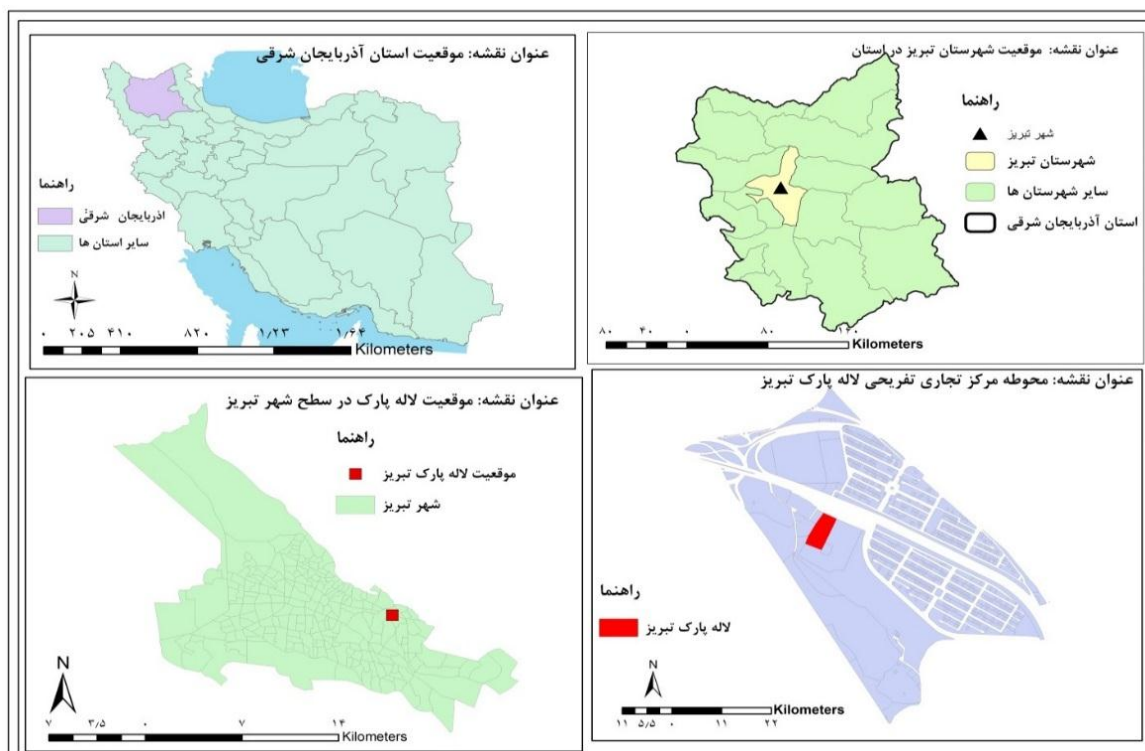 عنوان نقشه: موقعیت استان آذربایجان شرقی
راهنما
اذربایجان شرقی
سایر استان ها
N
۰ ۲۰۵ ۴۱۰ ۸۲۰ ۱٫۲۳ ۱٫۶۴
Kilometers
عنوان نقشه: موقعیت شهرستان تبریز در استان
راهنما
شهر تبریز
شهرستان تبریز
سایر شهرستان ها
استان آذربایجان شرقی
۸۰ ۴۰ ۰ ۸۰ ۱۶۰
Kilometers
عنوان نقشه: موقعیت لاله پارک در سطح شهر تبریز
راهنما
موقعیت لاله پارک تبریز
شهر تبریز
N
۷ ۳٫۵ ۰ ۷ ۱۴
Kilometers
عنوان نقشه: محوطه مرکز تجاری تفریحی لاله پارک تبریز
راهنما
لاله پارک تبریز
N
۱۱ ۵٫۵ ۰ ۱۱ ۲۲
Kilometers